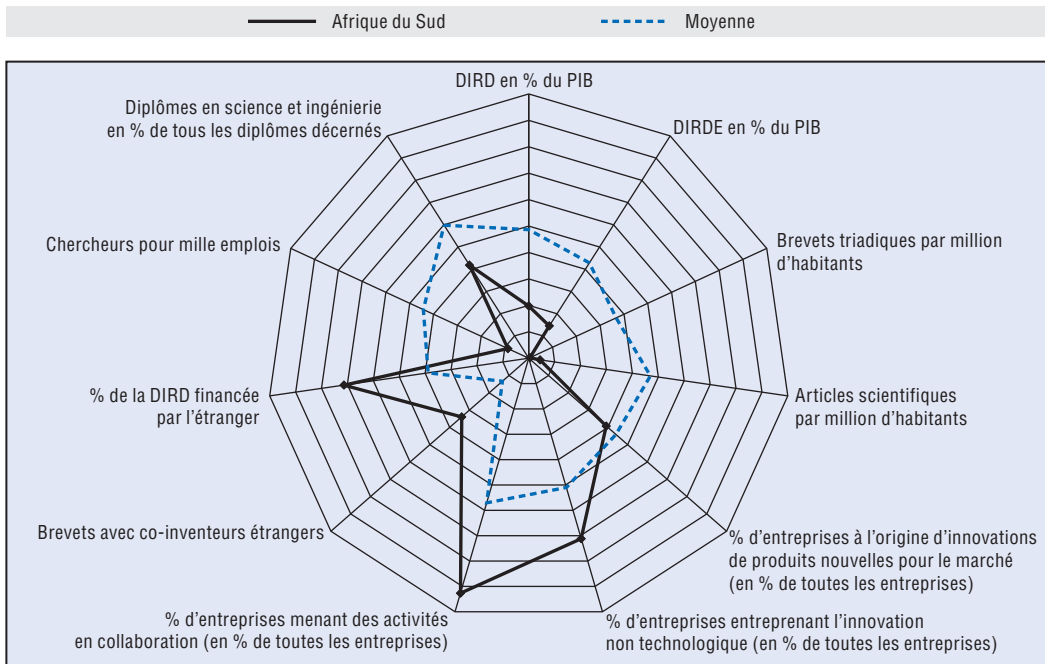 Afrique du Sud
Moyenne
DIRD en % du PIB
Diplômes en science et ingénierie
en % de tous les diplômes décernés
DIRDE en % du PIB
Chercheurs pour mille emplois
Brevets triadiques par million
d’habitants
% de la DIRD financée
par l’étranger
Articles scientifiques
par million d’habitants
Brevets avec co-inventeurs étrangers
% d’entreprises à l’origine d’innovations
de produits nouvelles pour le marché
(en % de toutes les entreprises)
% d’entreprises menant des activités
en collaboration (en % de toutes les entreprises)
% d’entreprises entreprenant l’innovation
non technologique (en % de toutes les entreprises)